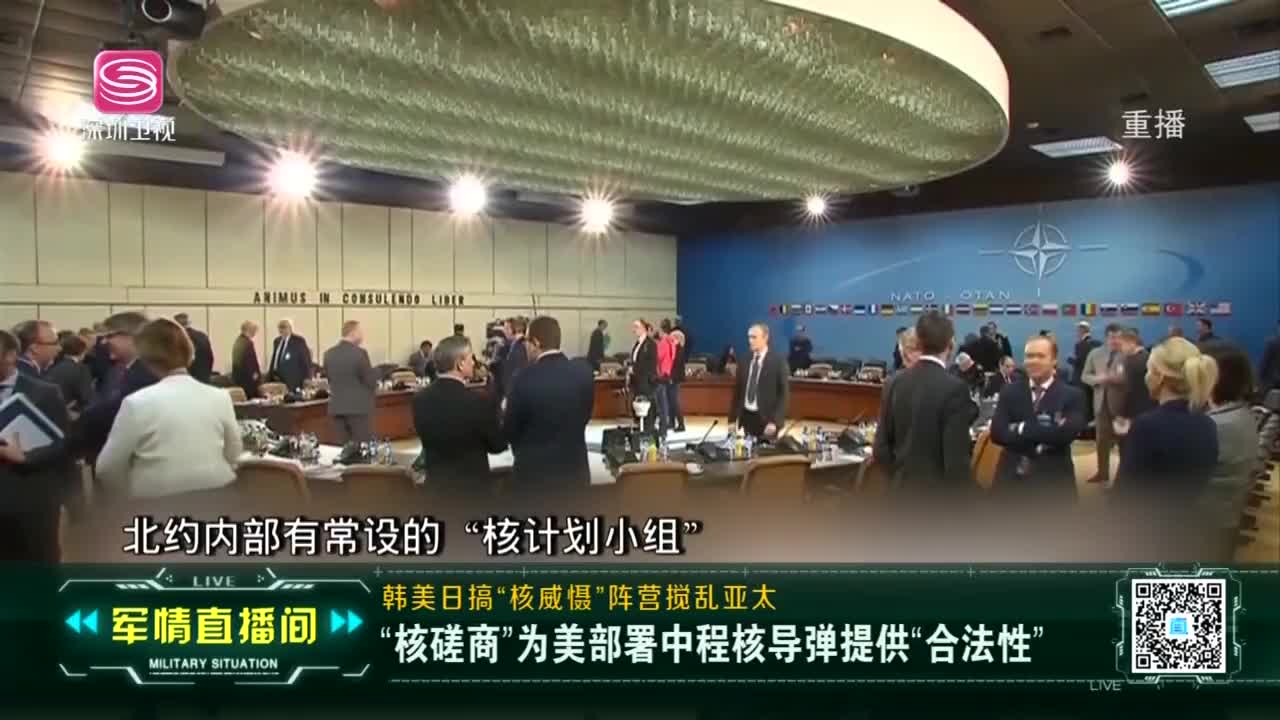 深圳卫视
重播
ANIMUS IN CONSULENDO LIBER
NATO - OTAN
北约内部有常设的“核计划小组”
LIVE
军情直播间
MILITARY SITUATION
韩美日搞“核威慑”阵营搅乱亚太
“核磋商”为美部署中程核导弹提供“合法性”
LIVE